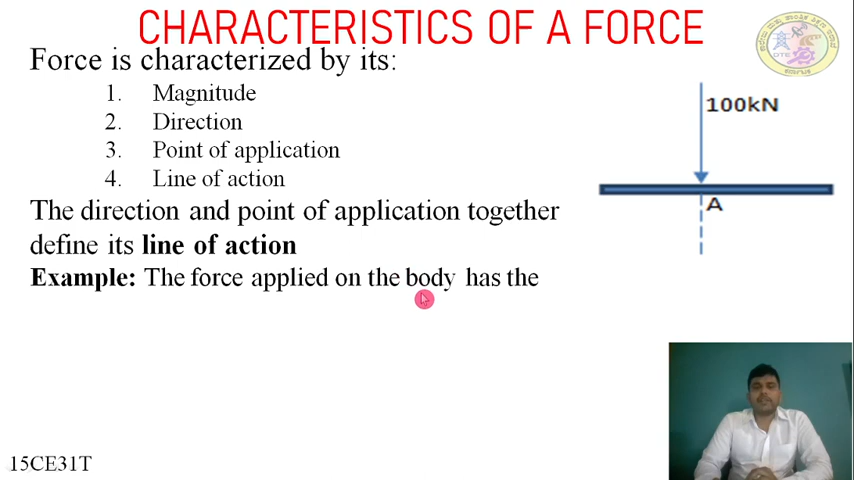 CHARACTERISTICS OF A FORCE
Force is characterized by its:
1. Magnitude
2. Direction
3. Point of application
4. Line of action
The direction and point of application together
define its line of action
Example: The force applied on the body has the
100kN
A
DTE
15CE31T